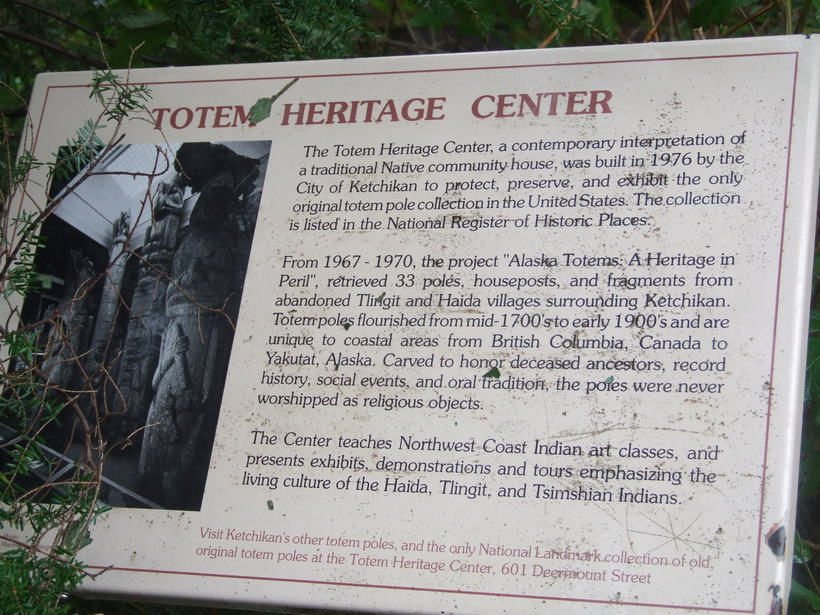 TOTEM HERITAGE CENTER
The Totem Heritage Center, a contemporary interpretation of
a traditional Native community house, was built in 1976 by the
City of Ketchikan to protect, preserve, and exhibit the only
original totem pole collection in the United States. The collection
is listed in the National Register of Historic Places.
From 1967 - 1970, the project "Alaska Totems: A Heritage in
Peril", retrieved 33 poles, houseposts, and fragments from
abandoned Tlingit and Haida villages surrounding Ketchikan.
Totem poles flourished from mid-1700's to early 1900's and are
unique to coastal areas from British Columbia, Canada to
Yakutat, Alaska. Carved to honor deceased ancestors, record
history, social events, and oral tradition, the poles were never
worshipped as religious objects.
The Center teaches Northwest Coast Indian art classes, and
presents exhibits, demonstrations and tours emphasizing the
living culture of the Haida, Tlingit, and Tsimshian Indians.
Visit Ketchikan's other totem poles, and the only National Landmark collection of old,
original totem poles at the Totem Heritage Center, 601 Deermount Street